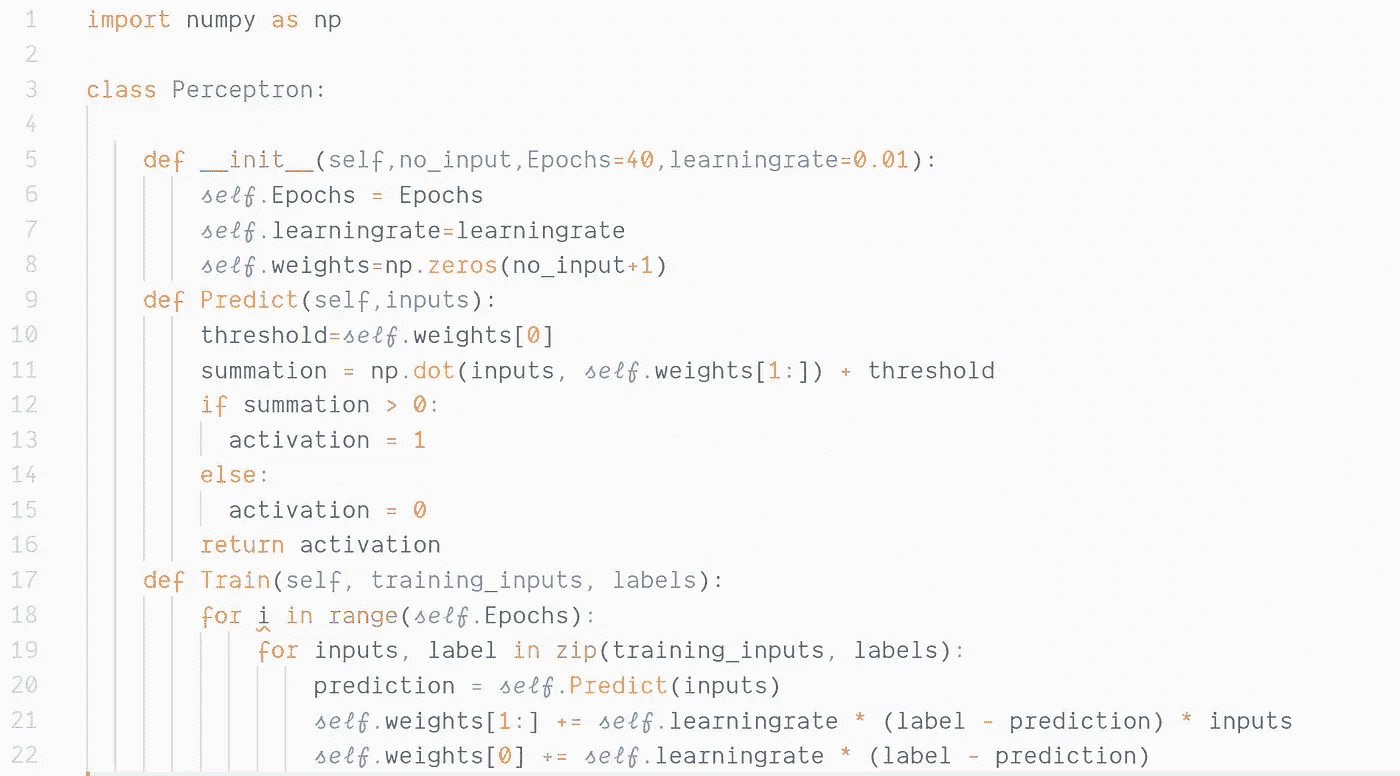 1 import numpy as np
2
3 class Perceptron:
4
5 def __init__(self,no_input,Epochs=40,learningrate=0.01):
6 self.Epochs = Epochs
7 self.learningrate=learningrate
8 self.weights=np.zeros(no_input+1)
9 def Predict(self,inputs):
10 threshold=self.weights[0]
11 summation = np.dot(inputs, self.weights[1:]) + threshold
12 if summation > 0:
13 activation = 1
14 else:
15 activation = 0
16 return activation
17 def Train(self, training_inputs, labels):
18 for i in range(self.Epochs):
19 for inputs, label in zip(training_inputs, labels):
20 prediction = self.Predict(inputs)
21 self.weights[1:] += self.learningrate * (label - prediction) * inputs
22 self.weights[0] += self.learningrate * (label - prediction)